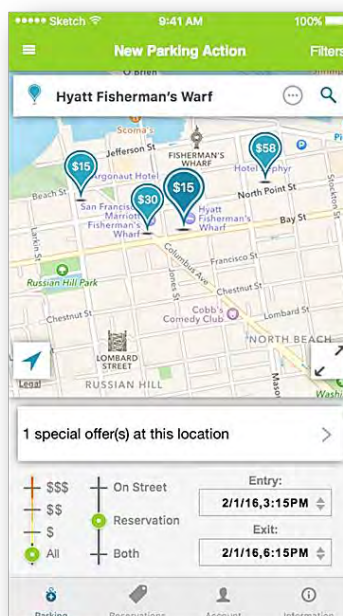 Sketch 9:41 AM 100%
New Parking Action Filters
O'Brien
Hyatt Fisherman's Warf
Scoma's
Jefferson St
FISHERMAN'S
WHARF
$15
$58
Argonaut Hotel
Hotel Zephyr
Beach St
$30
$15
North Point St
San Francisco
Marriott
Fisherman's
Wharf
Hyatt
Fisherman's
Wharf
Bay St
Stockton St
Larkin St
Columbus Ave
Francisco St
Russian Hill Park
Jones St
Chestnut St
Chestnut St
Cobb's
Comedy Club
Lombard St
LOMBARD
STREET
NORTH BEACH
Legal
RUSSIAN HILL
Mason
1 special offer(s) at this location
$$$
On Street
Entry:
$$
2/1/16,3:15PM
Reservation
$
Exit:
All
Both
2/1/16,6:15PM
Parking Reservations Account Information